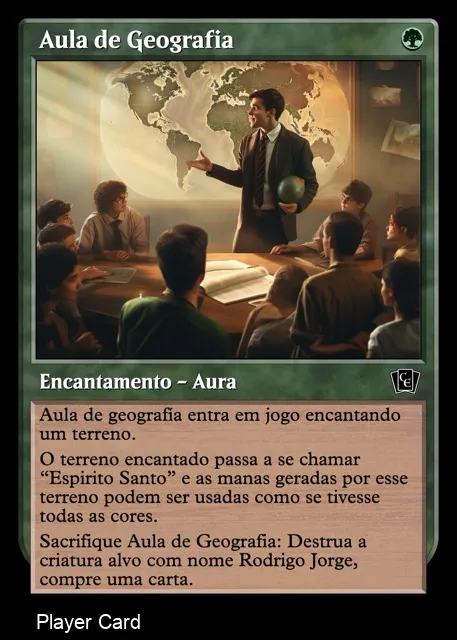 Aula de Geografia
Encantamento – Aura
CE
Aula de geografia entra em jogo encantando
um terreno.
O terreno encantado passa a se chamar
“Espirito Santo” e as manas geradas por esse
terreno podem ser usadas como se tivesse
todas as cores.
Sacrifique Aula de Geografia: Destrua a
criatura alvo com nome Rodrigo Jorge,
compre uma carta.
Player Card